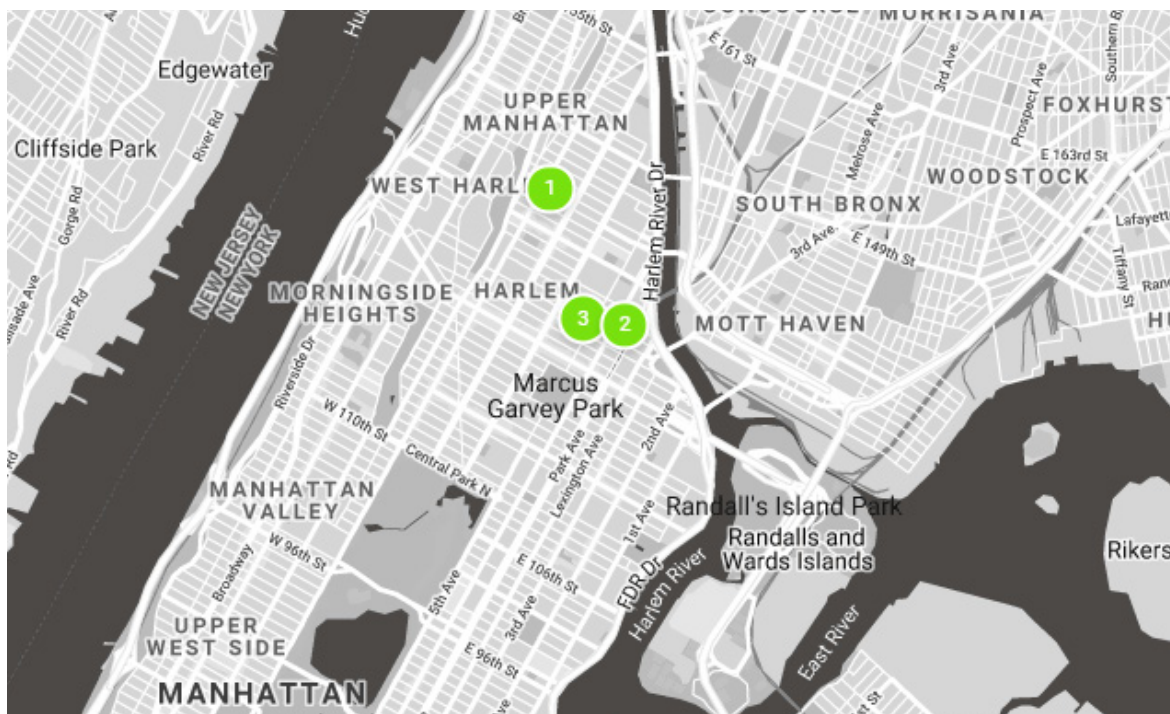 MORRISANIA
155th St
E 161 St
3rd Ave
Edgewater
UPPER
MANHATTAN
FOXHURST
Prospect Ave
Melrose Ave
River Rd
Cliffside Park
E 163rd St
WOODSTOCK
WEST HARLE
1
SOUTH BRONX
Gorge Rd
Harlem River Dr
3rd Ave.
E 149th St
Tiffany St
NEW JERSEY
NEW YORK
MORNINGSIDE
HEIGHTS
HARLEM
3
2
MOTT HAVEN
River Rd
Riverside Dr
Marcus
Garvey Park
W 110th St
2nd Ave
Park Ave
Lexington Ave
Central Park N
MANHATTAN
VALLEY
Randall's Island Park
Randalls and
Wards Islands
Rikers
1st Ave
W 96th St
Broadway
E 106th St
FDR Dr
Harlem River
5th Ave
3rd Ave
UPPER
WEST SIDE
E 96th St
East River
MANHATTAN